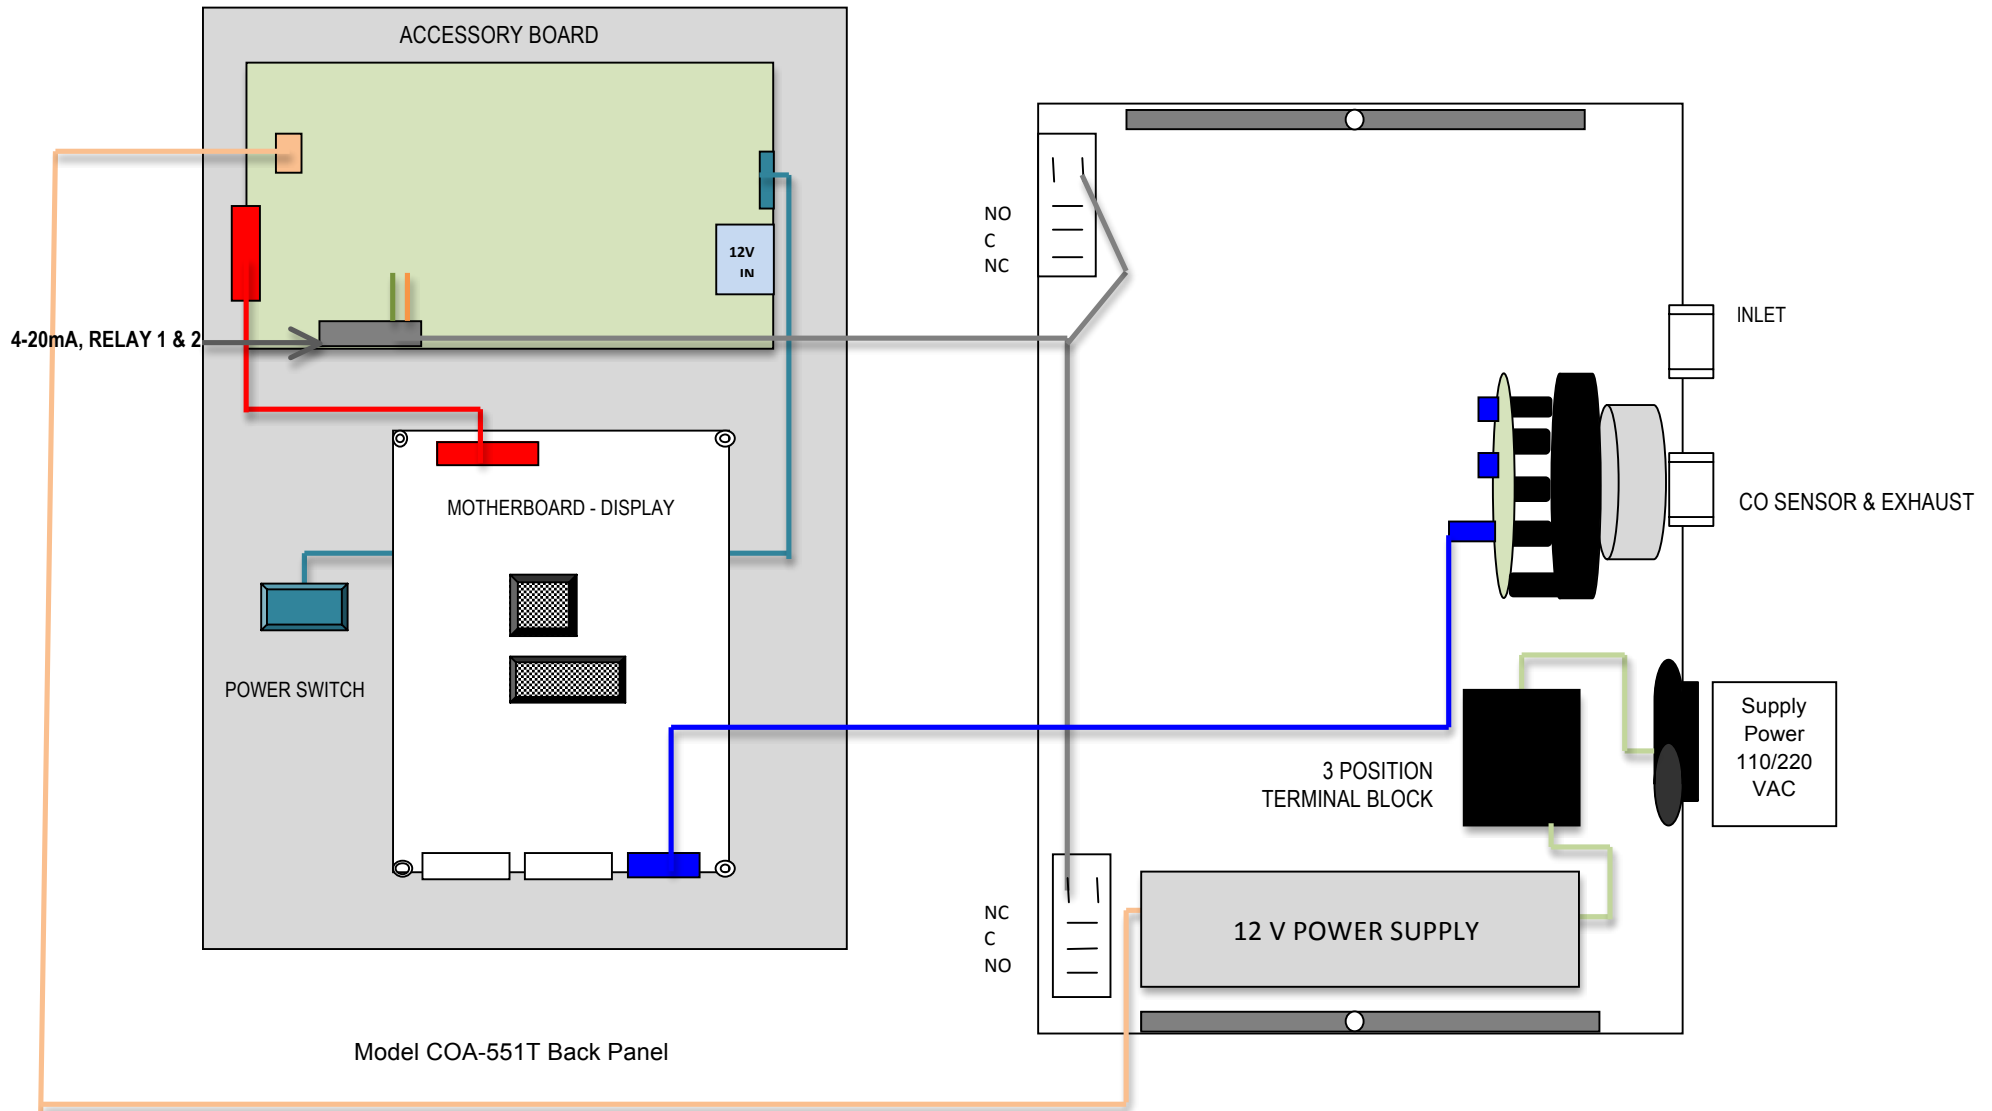 ACCESSORY BOARD
12V
IN
4-20mA, RELAY 1 & 2
MOTHERBOARD - DISPLAY
POWER SWITCH
Model COA-551T Back Panel
NO
C
NC
INLET
CO SENSOR & EXHAUST
Supply
Power
110/220
VAC
3 POSITION
TERMINAL BLOCK
NC
C
NO
12 V POWER SUPPLY